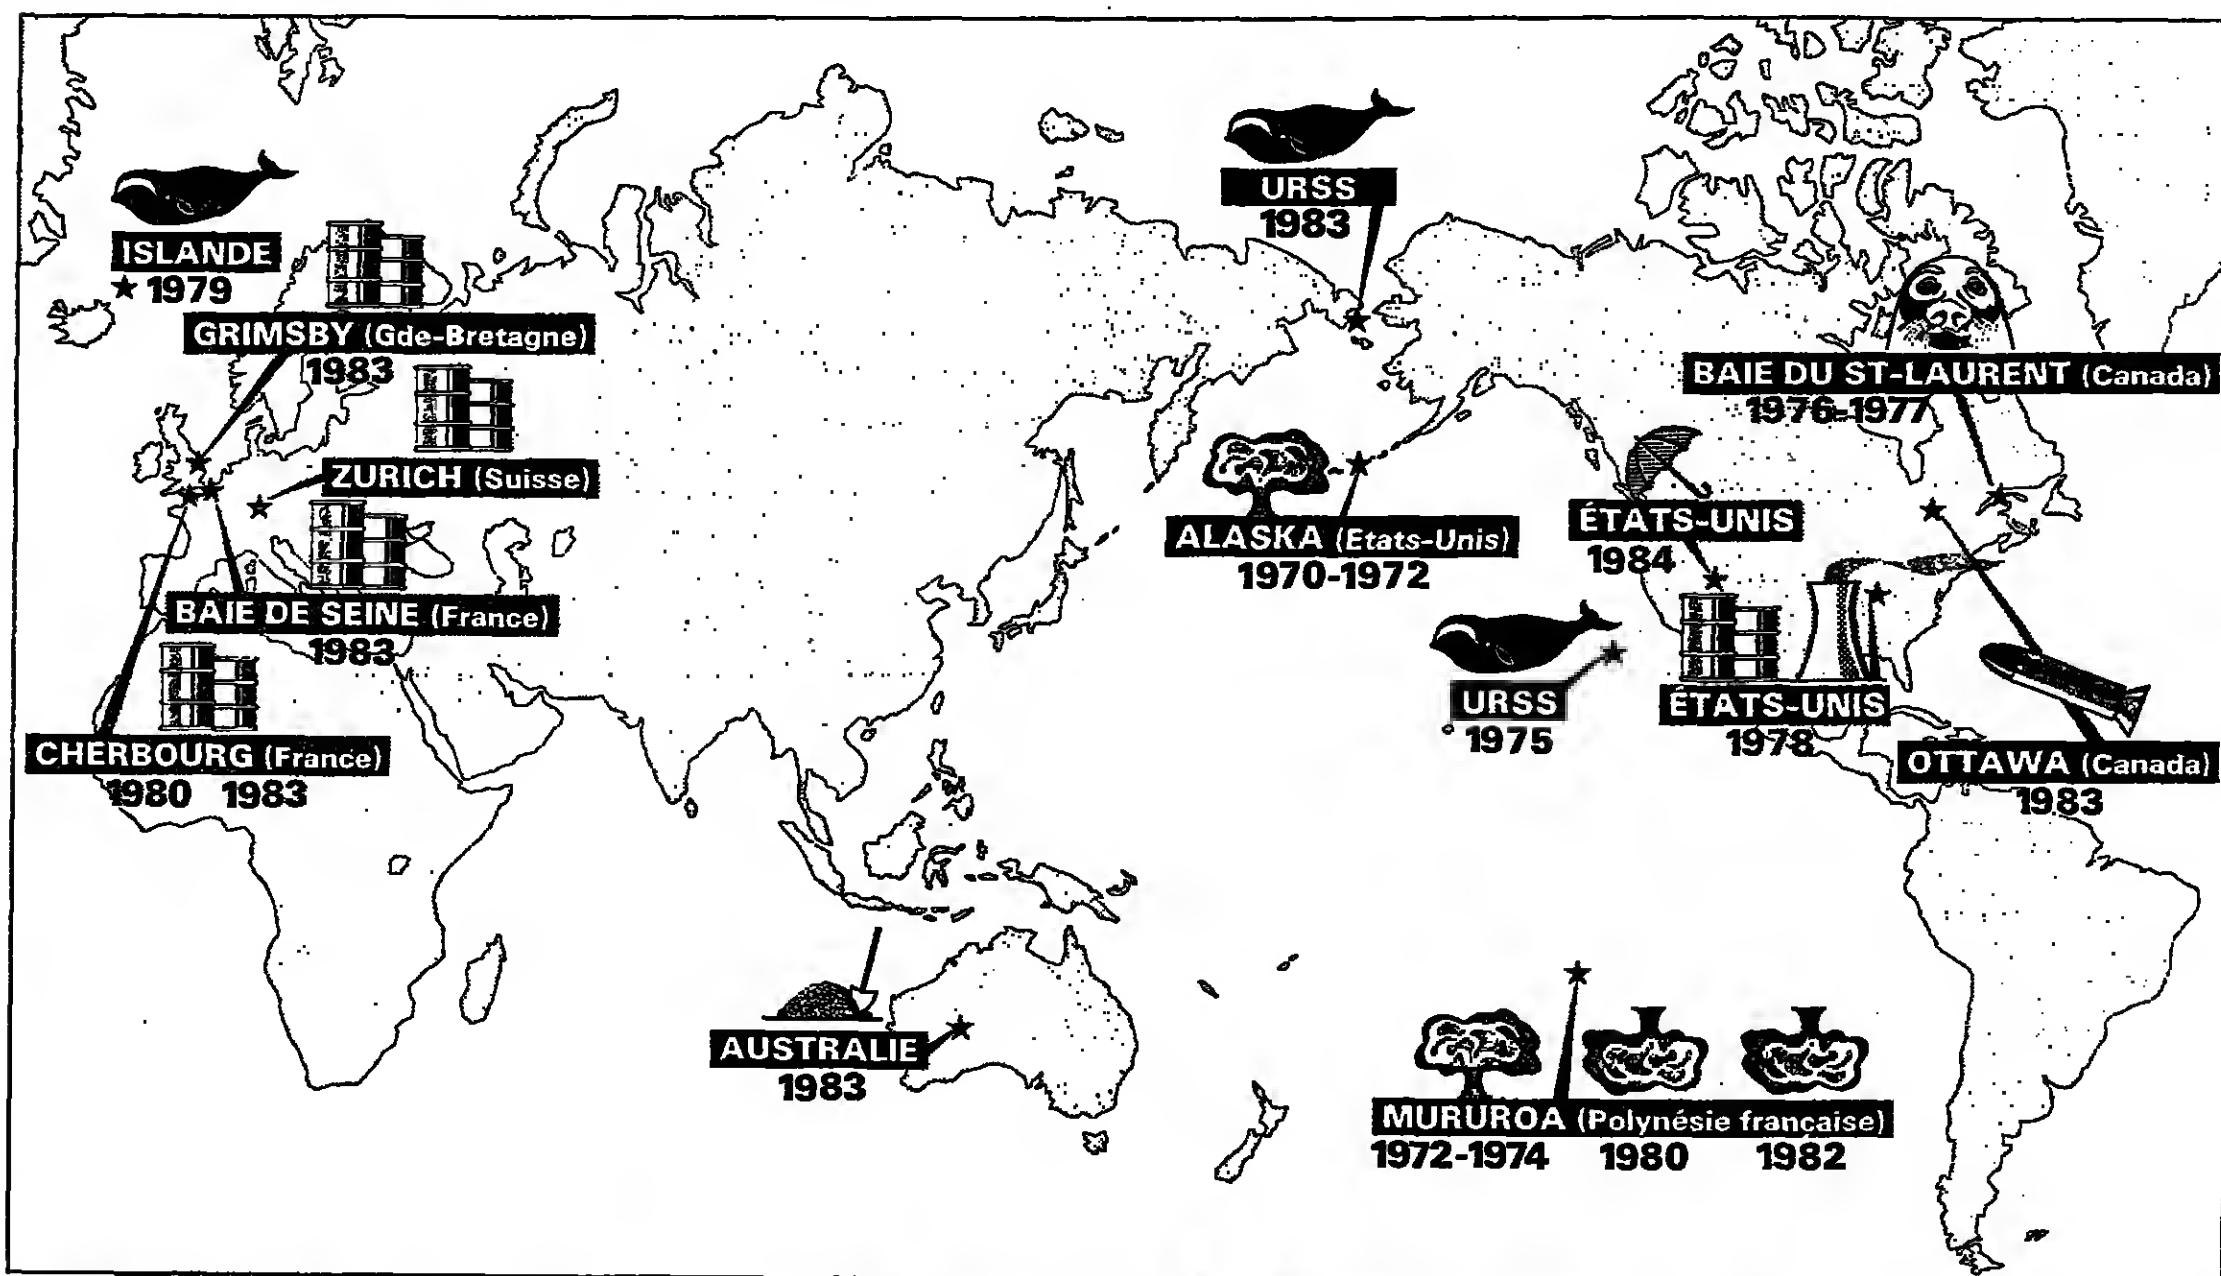 ISLANDE
1979
GRIMSBY (Gde-Bretagne)
1983
ZURICH (Suisse)
BAIE DE SEINE (France)
1983
CHERBOURG (France)
1980 1983
URSS
1983
ALASKA (Etats-Unis)
1970-1972
BAIE DU ST-LAURENT (Canada)
1976-1977
ÉTATS-UNIS
1984
URSS
1975
ÉTATS-UNIS
1978
OTTAWA (Canada)
1983
AUSTRALIE
1983
MURUROA (Polynésie française)
1972-1974 1980 1982